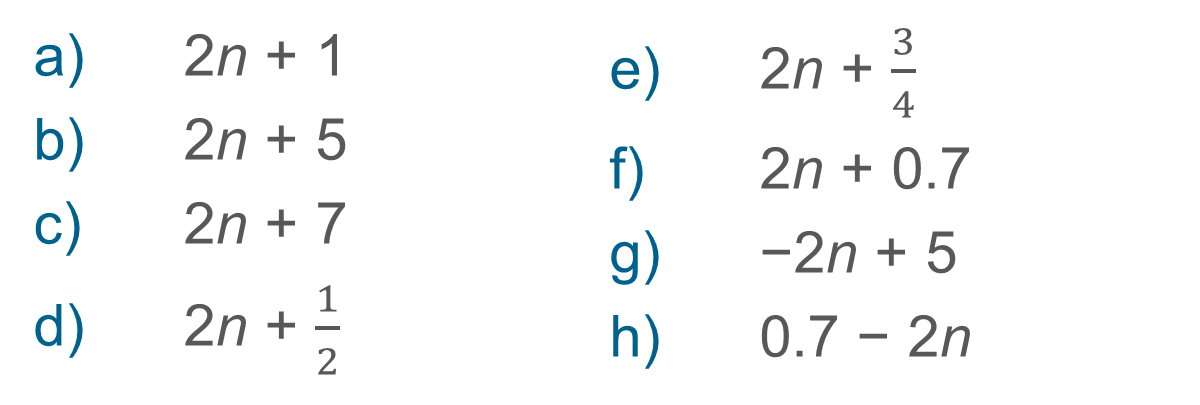 a) 2n + 1
b) 2n + 5
c) 2n + 7
d) 2n + 1/2
e) 2n + 3/4
f) 2n + 0.7
g) −2n + 5
h) 0.7 − 2n